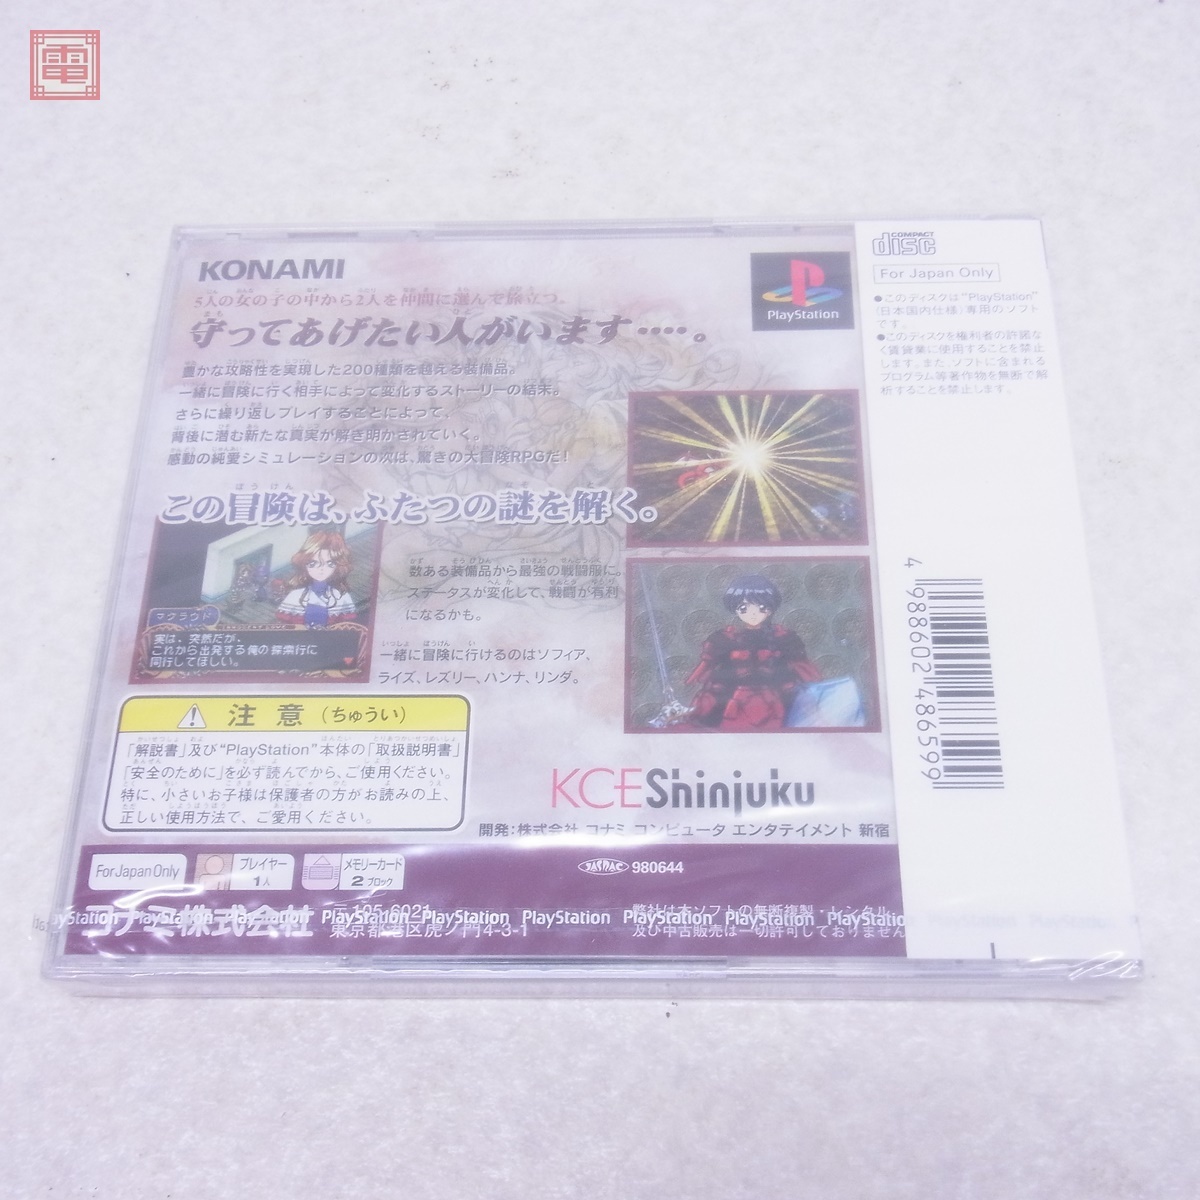 電
KONAMI
5人の女の子の中から2人を仲間に選んで旅立つ。
守ってあげたい人がいます‥‥。
豊かな攻略性を実現した200種類を越える装備品。
一緒に冒険に行く相手によって変化するストーリーの結末。
さらに繰り返しプレイすることによって、
背後に潜む新たな真実が解き明かされていく。
感動の純愛シミュレーションの次は、驚きの大冒険RPGだ!
この冒険は、ふたつの謎を解く。
マクラウド
実は、突然だが、
これから出発する俺の探索行に
同行してほしい。
数ある装備品から最強の戦闘服に。
ステータスが変化して、戦闘が有利
になるかも。
一緒に冒険に行けるのはソフィア、
ライズ、レズリー、ハンナ、リンダ。
注意(ちゅうい)
「解説書」及び“PlayStation”本体の「取扱説明書」
「安全のために」を必ず読んでから、ご使用ください。
特に、小さいお子様は保護者の方がお読みの上、
正しい使用方法で、ご愛用ください。
KCEShinjuku
開発:株式会社 コナミ コンピュータ エンタテイメント 新宿
For Japan Only
プレイヤー
1人
メモリーカード
2ブロック
JASRAC 980644
コナミ株式会社
〒105-6021
東京都港区虎ノ門4-3-1
弊社は本ソフトの無断複製・レンタル
及び中古販売は一切許可しておりません
PlayStation PlayStation PlayStation PlayStation PlayStation PlayStation PlayStation PlayStation
PlayStation
COMPACT
disc
For Japan Only
●このディスクは“PlayStation”
(日本国内仕様)専用のソフト
です。
●このディスクを権利者の許諾な
く賃貸業に使用することを禁止
します。また、ソフトに含まれる
プログラム等著作物を無断で解
析することを禁止します。
4 988602 486599